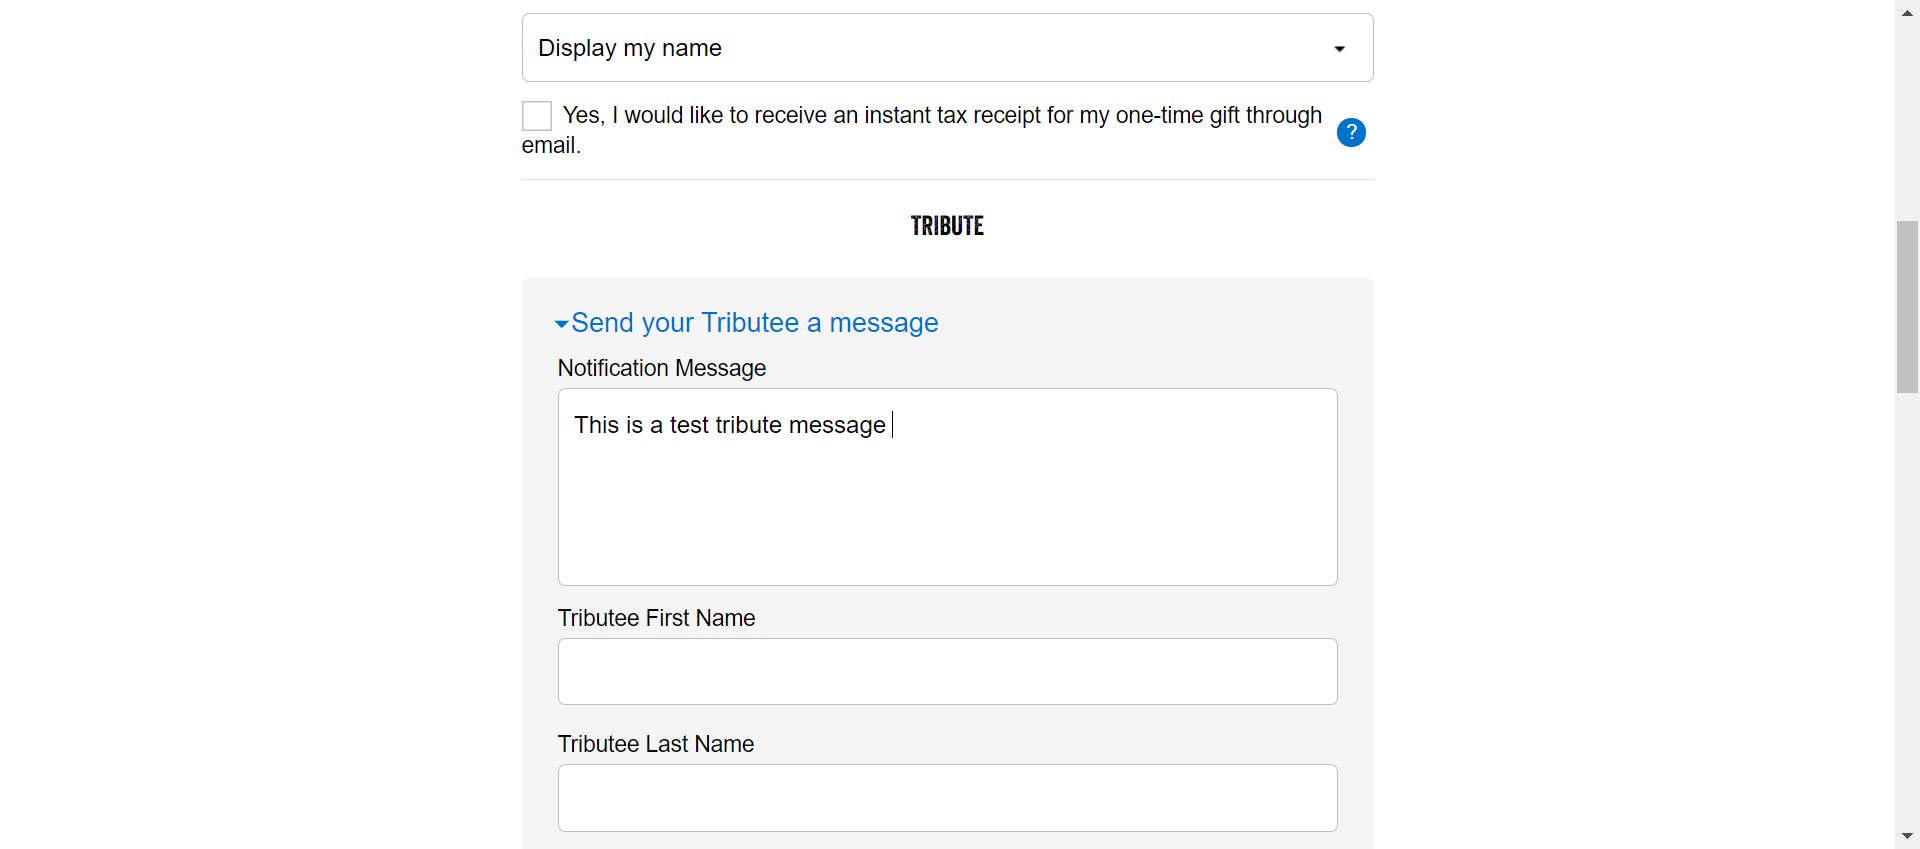 Display my name
Yes, I would like to receive an instant tax receipt for my one-time gift through
email.
?
TRIBUTE
Send your Tributee a message
Notification Message
This is a test tribute message
Tributee First Name
Tributee Last Name